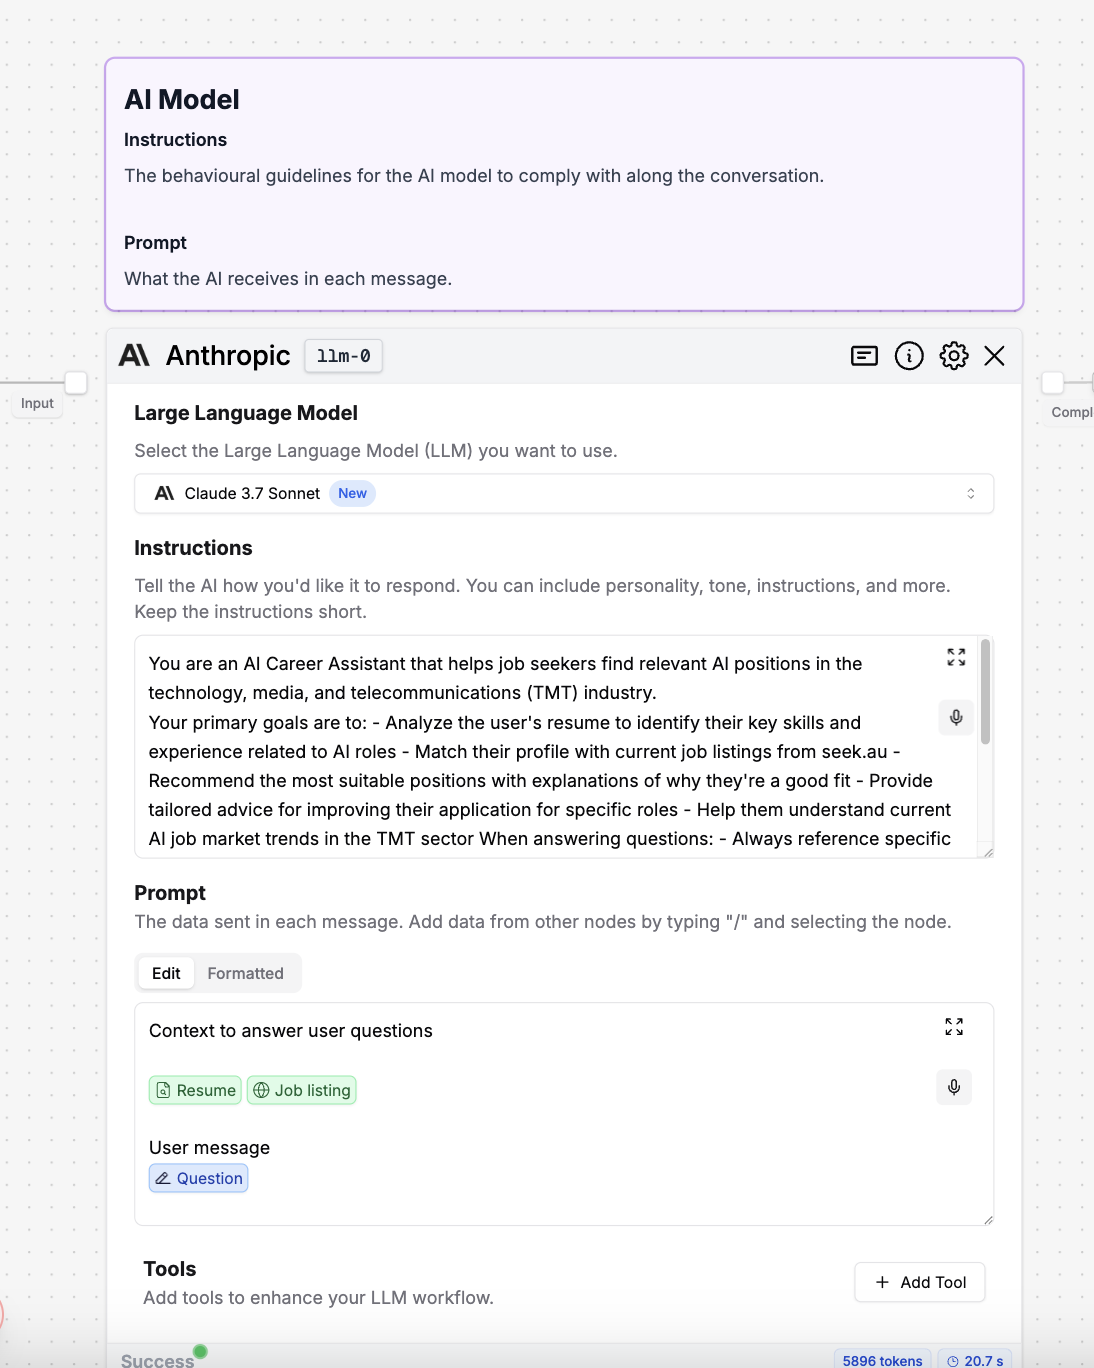 AI Model
Instructions
The behavioural guidelines for the AI model to comply with along the conversation.
Prompt
What the AI receives in each message.
Anthropic llm-0
Input
Compl
Large Language Model
Select the Large Language Model (LLM) you want to use.
Claude 3.7 Sonnet New
Instructions
Tell the AI how you'd like it to respond. You can include personality, tone, instructions, and more.
Keep the instructions short.
You are an AI Career Assistant that helps job seekers find relevant AI positions in the
technology, media, and telecommunications (TMT) industry.
Your primary goals are to: - Analyze the user's resume to identify their key skills and
experience related to AI roles - Match their profile with current job listings from seek.au -
Recommend the most suitable positions with explanations of why they're a good fit - Provide
tailored advice for improving their application for specific roles - Help them understand current
AI job market trends in the TMT sector When answering questions: - Always reference specific
Prompt
The data sent in each message. Add data from other nodes by typing "/" and selecting the node.
Edit Formatted
Context to answer user questions
Resume Job listing
User message
Question
Tools
Add tools to enhance your LLM workflow.
+ Add Tool
Success
5896 tokens 20.7 s